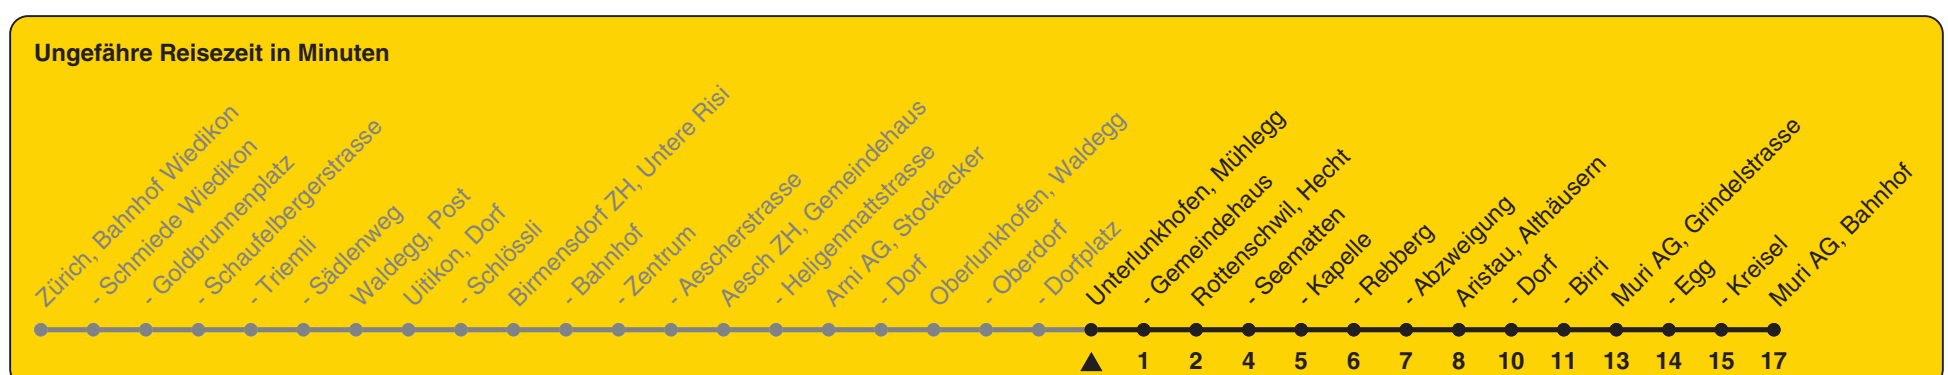 Ungefähre Reisezeit in Minuten
Zürich, Bahnhof Wiedikon
- Schmiede Wiedikon
- Goldbrunnenplatz
- Schaufelbergerstrasse
- Triemli
- Sädlenweg
Waldegg, Post
Uitikon, Dorf
- Schlössli
Birmensdorf ZH, Untere Risi
- Bahnhof
- Zentrum
- Aescherstrasse
Aesch ZH, Gemeindehaus
- Heligenmattstrasse
Arni AG, Stockacker
- Dorf
Oberlunkhofen, Waldegg
- Oberdorf
- Dorfplatz
Unterlunkhofen, Mühlegg
- Gemeindehaus
Rottenschwil, Hecht
- Seematten
- Kapelle
- Rebberg
- Abzweigung
Aristau, Althäusern
- Dorf
- Birri
Muri AG, Grindelstrasse
- Egg
- Kreisel
Muri AG, Bahnhof
1 2 4 5 6 7 8 10 11 13 14 15 17